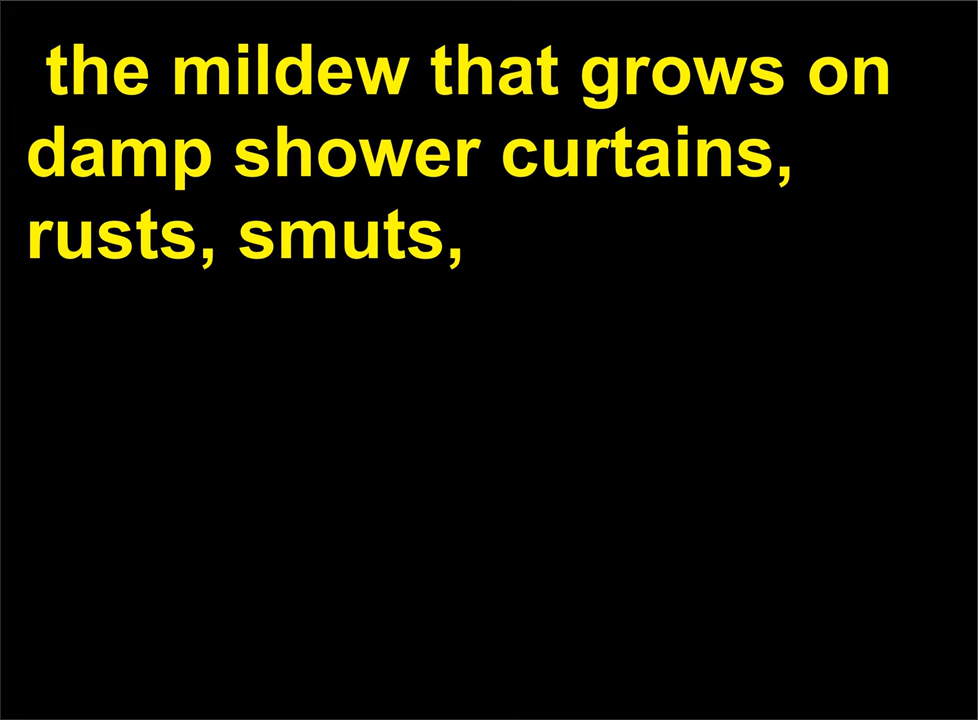 the mildew that grows on
damp shower curtains,
rusts, smuts,